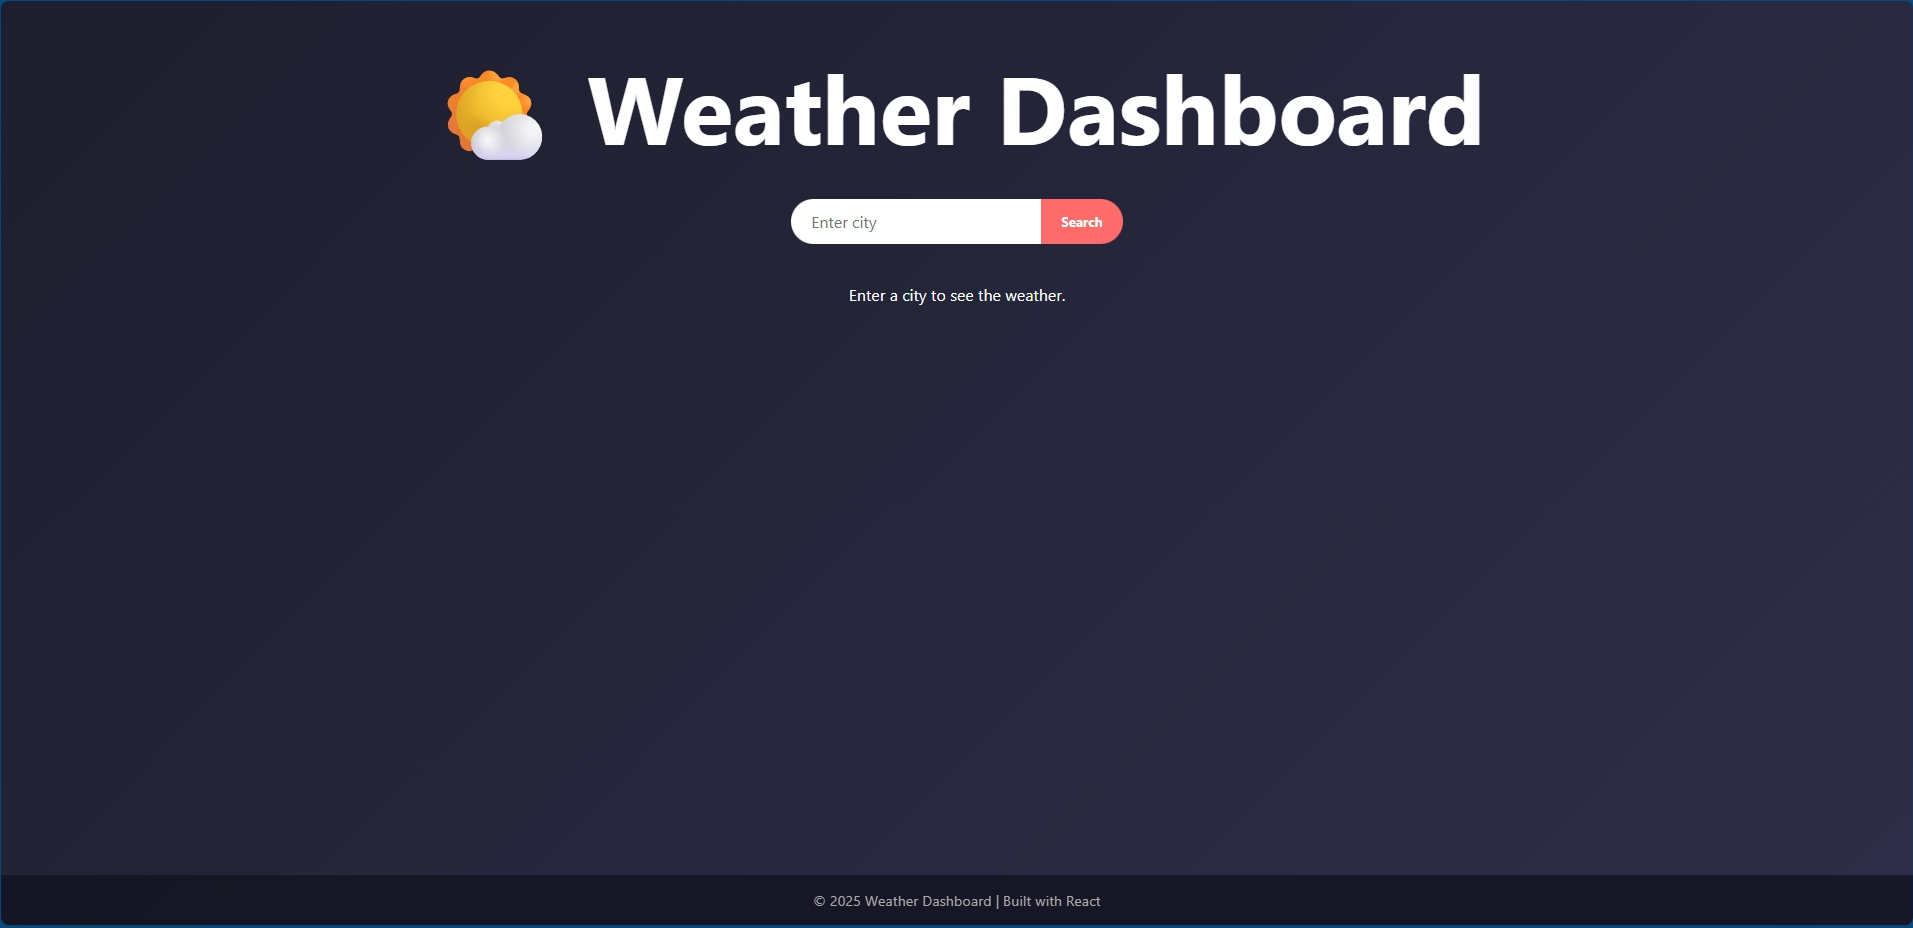 Weather Dashboard
Enter city
Search
Enter a city to see the weather.
© 2025 Weather Dashboard | Built with React